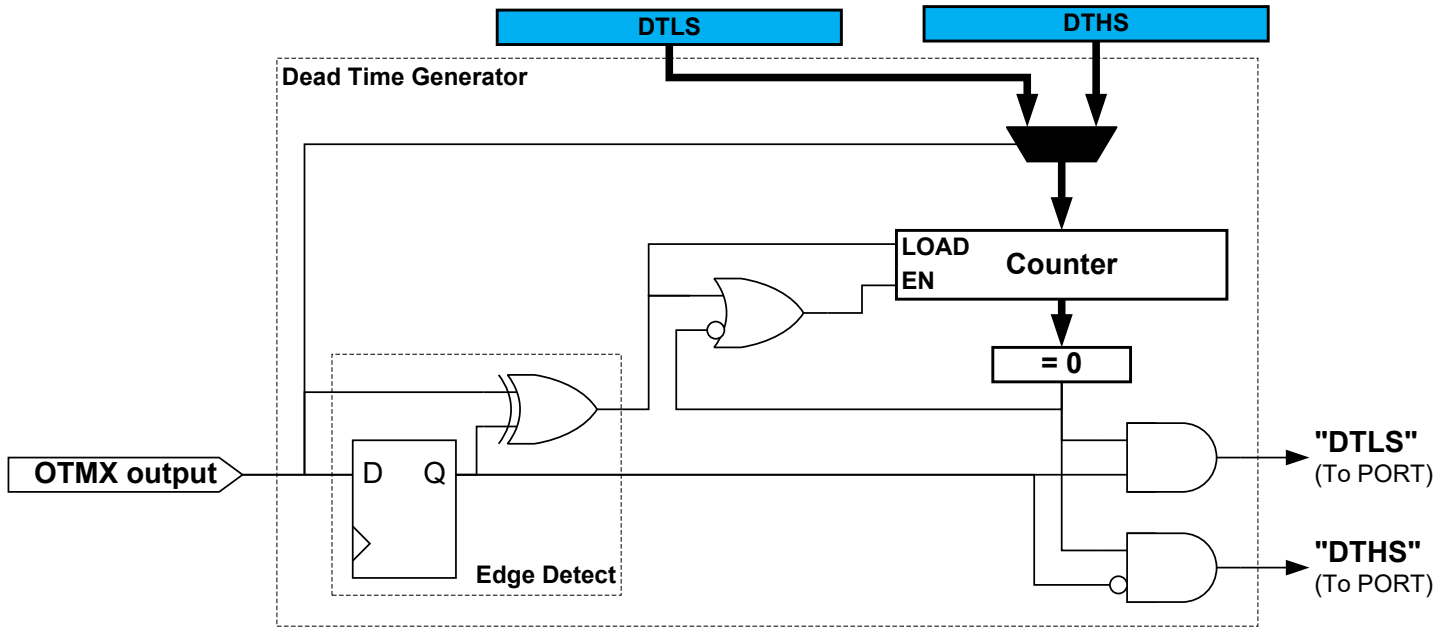 DTLS
DTHS
Dead Time Generator
LOAD
Counter
EN
= 0
OTMX output
D
Q
Edge Detect
"DTLS"
(To PORT)
"DTHS"
(To PORT)